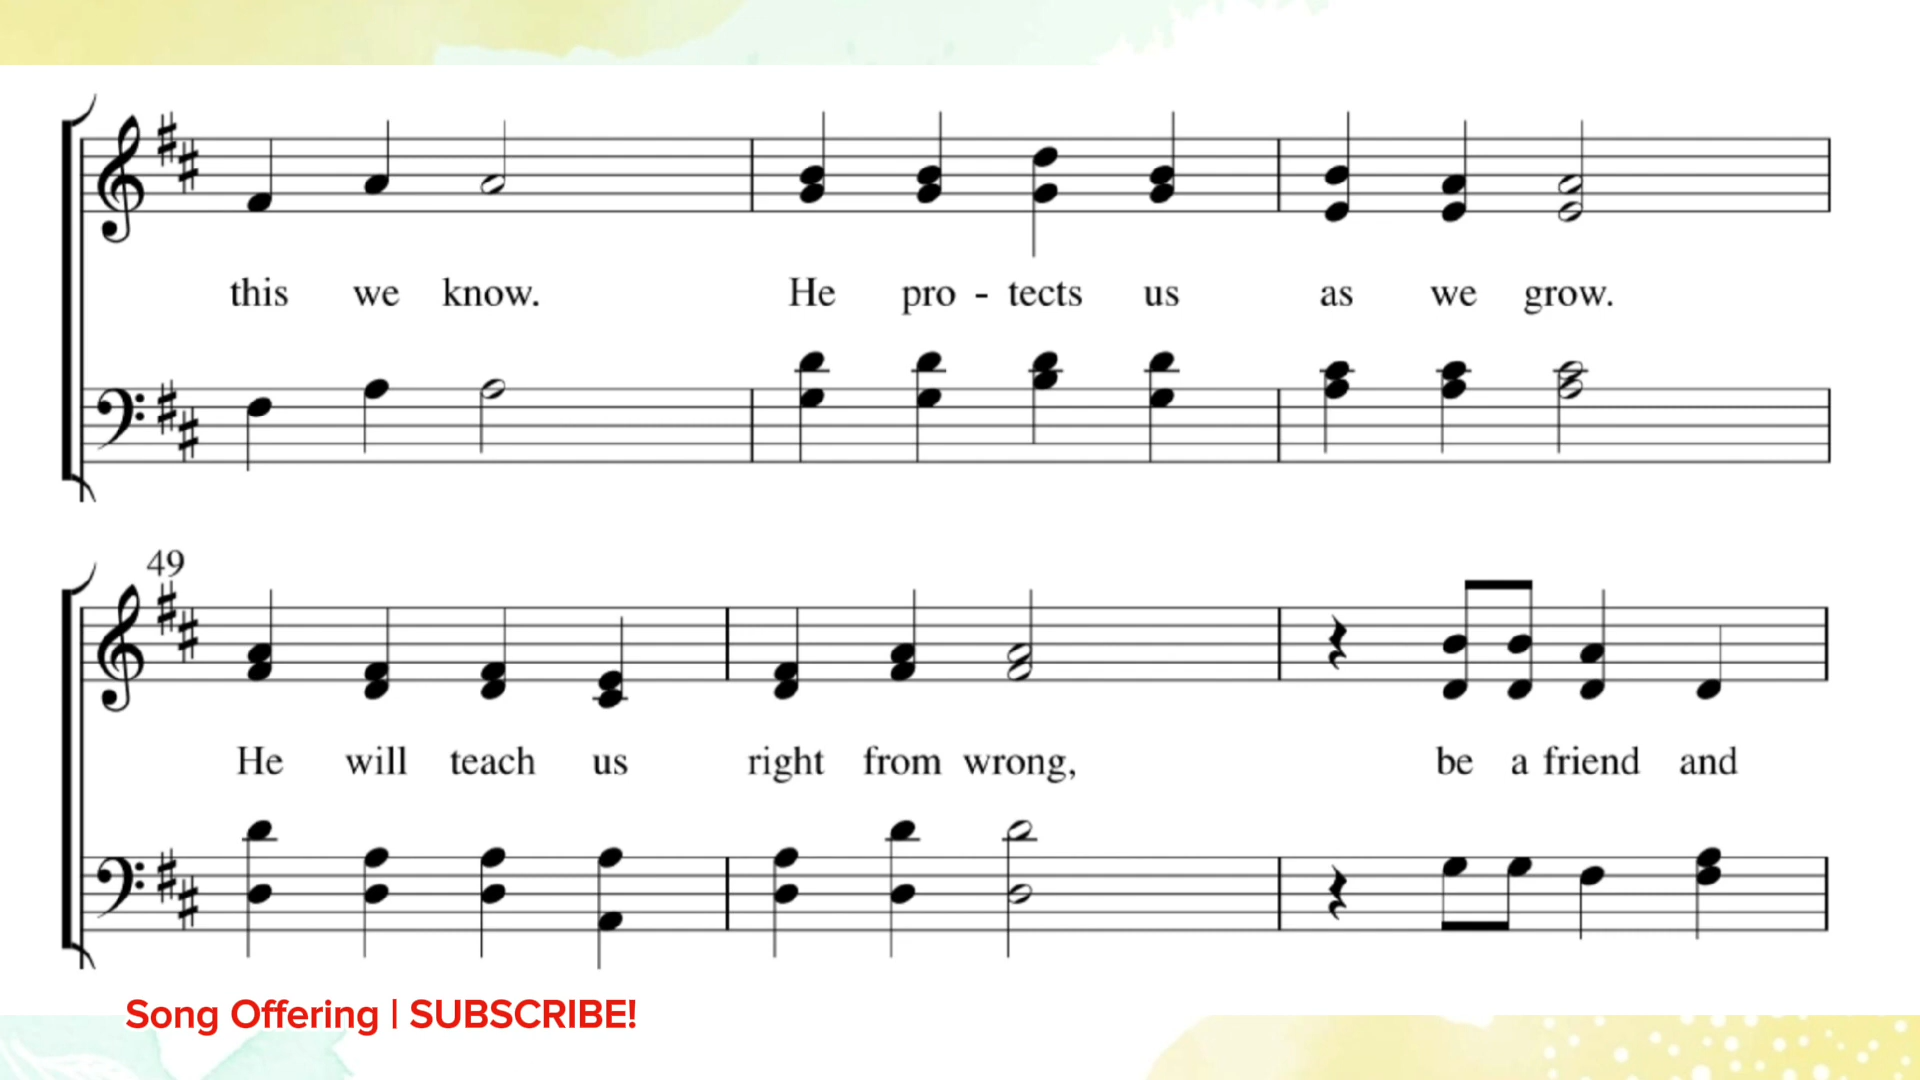 this we know. He pro - tects us as we grow.
49
He will teach us right from wrong, be a friend and
Song Offering | SUBSCRIBE!